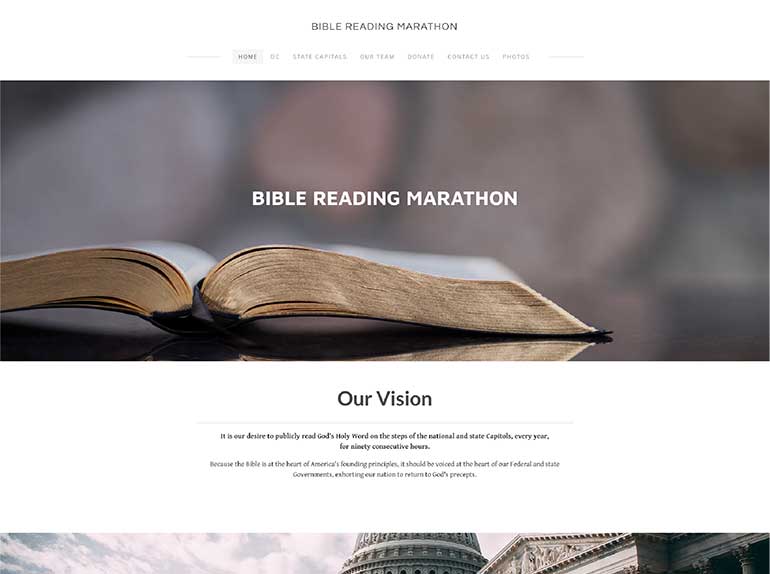 BIBLE READING MARATHON
HOME DC STATE CAPITALS OUR TEAM DONATE CONTACT US PHOTOS
BIBLE READING MARATHON
Our Vision
It is our desire to publicly read God's Holy Word on the steps of the national and state Capitols, every year,
for ninety consecutive hours.
Because the Bible is at the heart of America's founding principles, it should be voiced at the heart of our Federal and state
Governments, exhorting our nation to return to God's precepts.